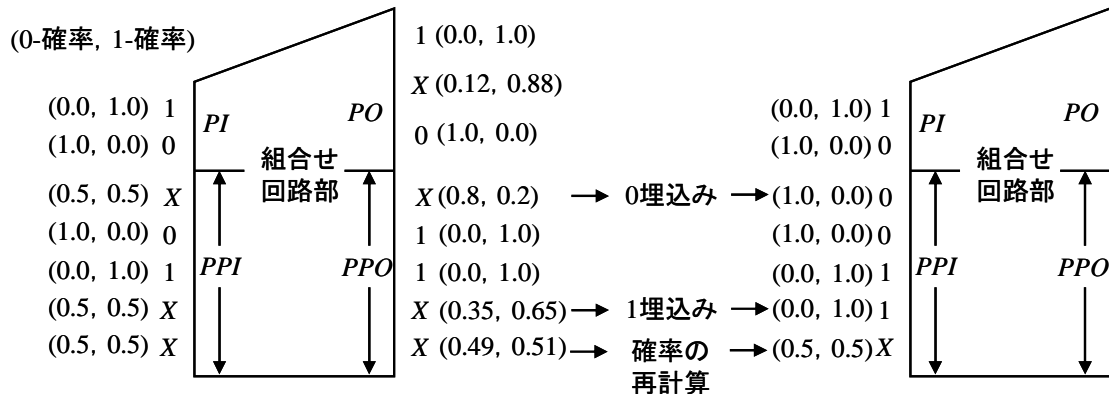 (0-確率, 1-確率)
1 (0.0, 1.0)
X (0.12, 0.88)
0 (1.0, 0.0)
(0.0, 1.0) 1
(1.0, 0.0) 0
PI
PO
組合せ
回路部
(0.5, 0.5) X
(1.0, 0.0) 0
(0.0, 1.0) 1
(0.5, 0.5) X
(0.5, 0.5) X
PPI
PPO
X (0.8, 0.2)
1 (0.0, 1.0)
1 (0.0, 1.0)
X (0.35, 0.65)
X (0.49, 0.51)
0埋込み
1埋込み
確率の
再計算
(0.0, 1.0) 1
(1.0, 0.0) 0
(1.0, 0.0) 0
(1.0, 0.0) 0
(0.0, 1.0) 1
(0.0, 1.0) 1
(0.5, 0.5) X
PI
PO
組合せ
回路部
PPI
PPO